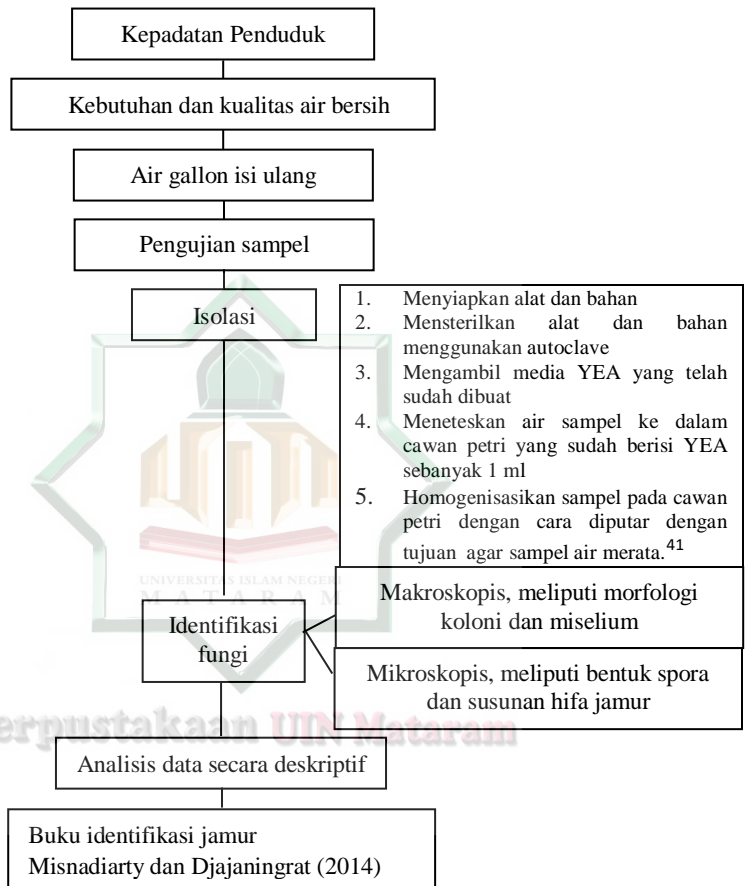 Kepadatan Penduduk
Kebutuhan dan kualitas air bersih
Air gallon isi ulang
Pengujian sampel
Isolasi
1. Menyiapkan alat dan bahan
2. Mensterilkan alat dan bahan
menggunakan autoclave
3. Mengambil media YEA yang telah
sudah dibuat
4. Meneteskan air sampel ke dalam
cawan petri yang sudah berisi YEA
sebanyak 1 ml
5. Homogenisasikan sampel pada cawan
petri dengan cara diputar dengan
tujuan agar sampel air merata.41
UNIVERSITAS ISLAM NEGERI
MATARAM
Identifikasi
fungi
Makroskopis, meliputi morfologi
koloni dan miselium
Mikroskopis, meliputi bentuk spora
dan susunan hifa jamur
erpustakaan UIN Mataram
Analisis data secara deskriptif
Buku identifikasi jamur
Misnadiarty dan Djajaningrat (2014)